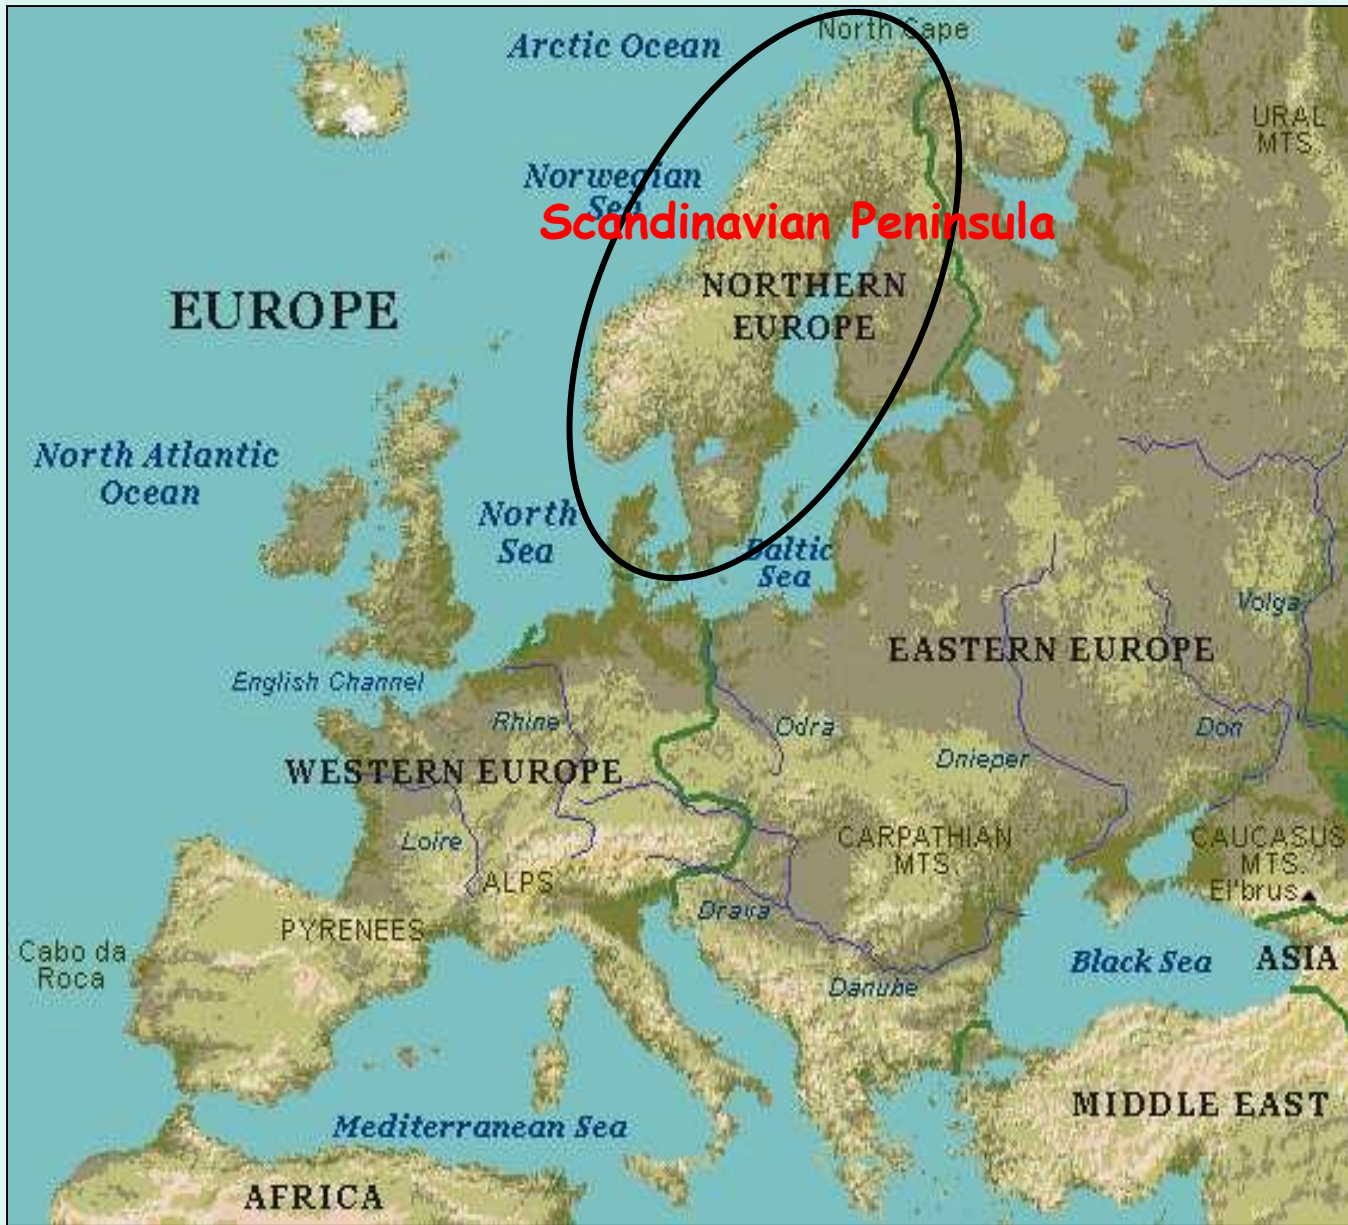 North Cape
Arctic Ocean
URAL
MTS.
Norwegian
Sea
Scandinavian Peninsula
NORTHERN
EUROPE
EUROPE
North Atlantic
Ocean
North
Sea
Baltic
Sea
Volga
EASTERN EUROPE
English Channel
Rhine
Odra
Don
Dnieper
WESTERN EUROPE
Loire
CARPATHIAN
MTS.
CAUCASUS
MTS.
El'brus
ALPS
Drava
PYRENEES
Cabo da
Roca
Black Sea
ASIA
Danube
MIDDLE EAST
Mediterranean Sea
AFRICA